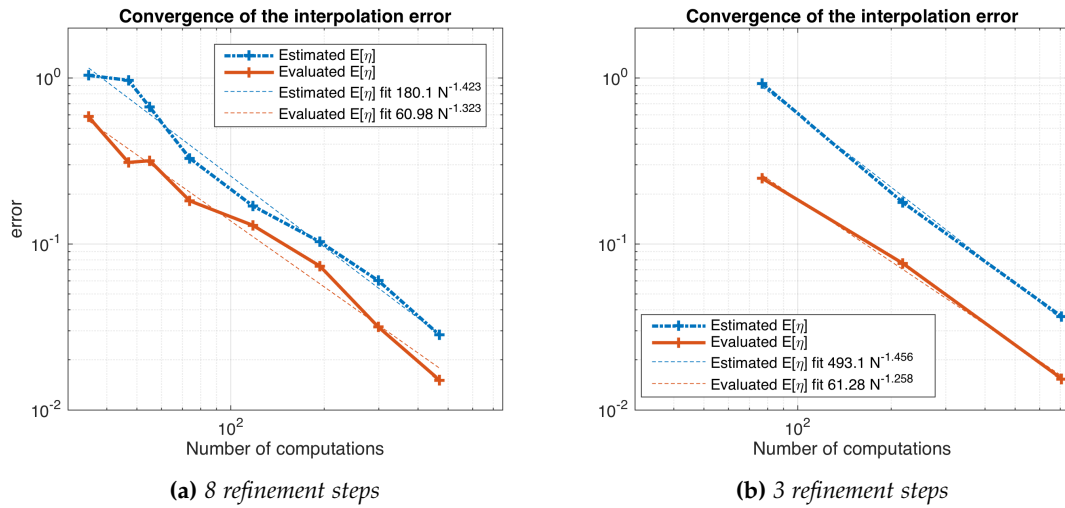 Convergence of the interpolation error
Estimated E[η]
Evaluated E[η]
Estimated E[η] fit 180.1 N^-1.423
Evaluated E[η] fit 60.98 N^-1.323
10^0
10^-1
10^-2
error
10^2
Number of computations
(a) 8 refinement steps
Convergence of the interpolation error
10^0
10^-1
10^-2
Estimated E[η]
Evaluated E[η]
Estimated E[η] fit 493.1 N^-1.456
Evaluated E[η] fit 61.28 N^-1.258
10^2
Number of computations
(b) 3 refinement steps